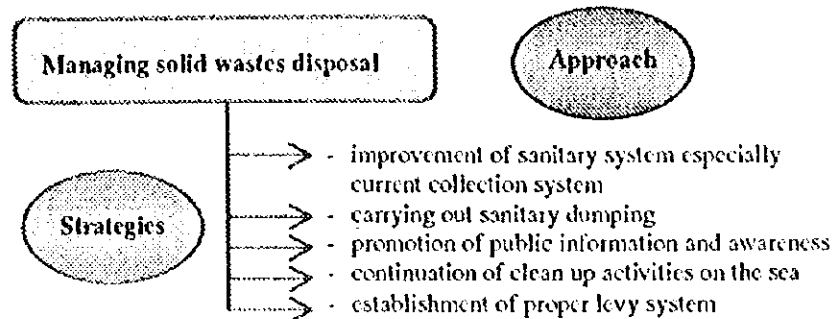 Managing solid wastes disposal
Approach
Strategies
- improvement of sanitary system especially
current collection system
- carrying out sanitary dumping
- promotion of public information and awareness
- continuation of clean up activities on the sea
- establishment of proper levy system